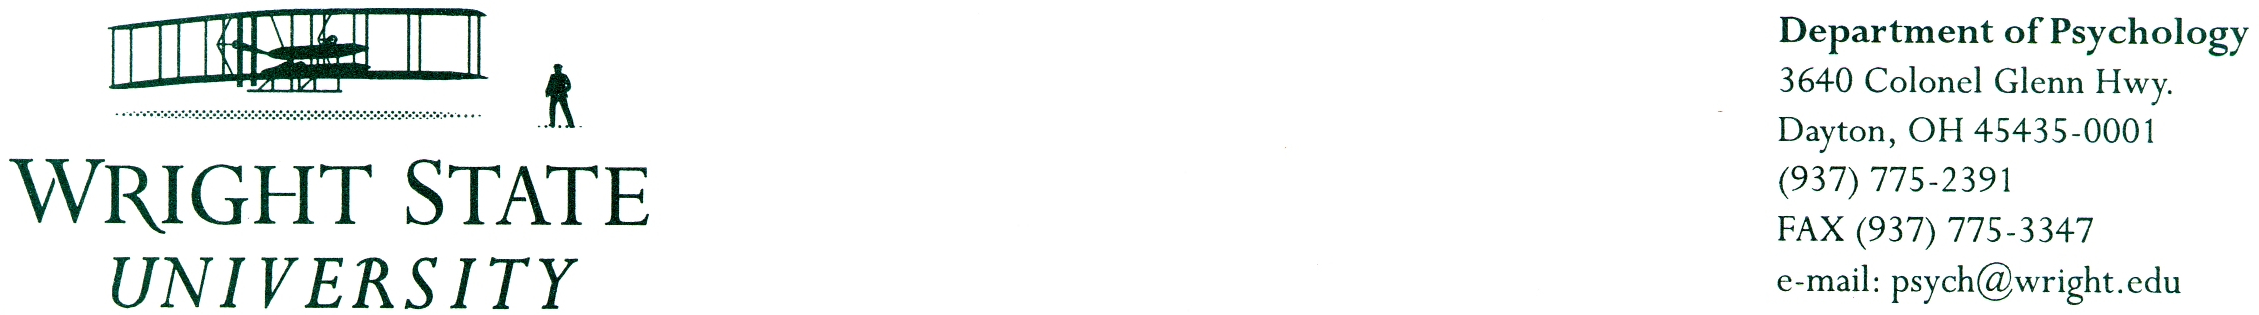 WRIGHT STATE
UNIVERSITY
Department of Psychology
3640 Colonel Glenn Hwy.
Dayton, OH 45435-0001
(937) 775-2391
FAX (937) 775-3347
e-mail: psych@wright.edu